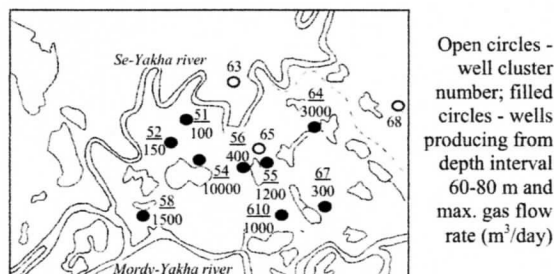 Se-Yakha river
63
51
100
64
3000
68
52
150
56
400
65
54
10000
55
1200
67
300
58
1500
610
1000
Mordy-Yakha river
Open circles -
well cluster
number; filled
circles - wells
producing from
depth interval
60-80 m and
max. gas flow
rate (m³/day)